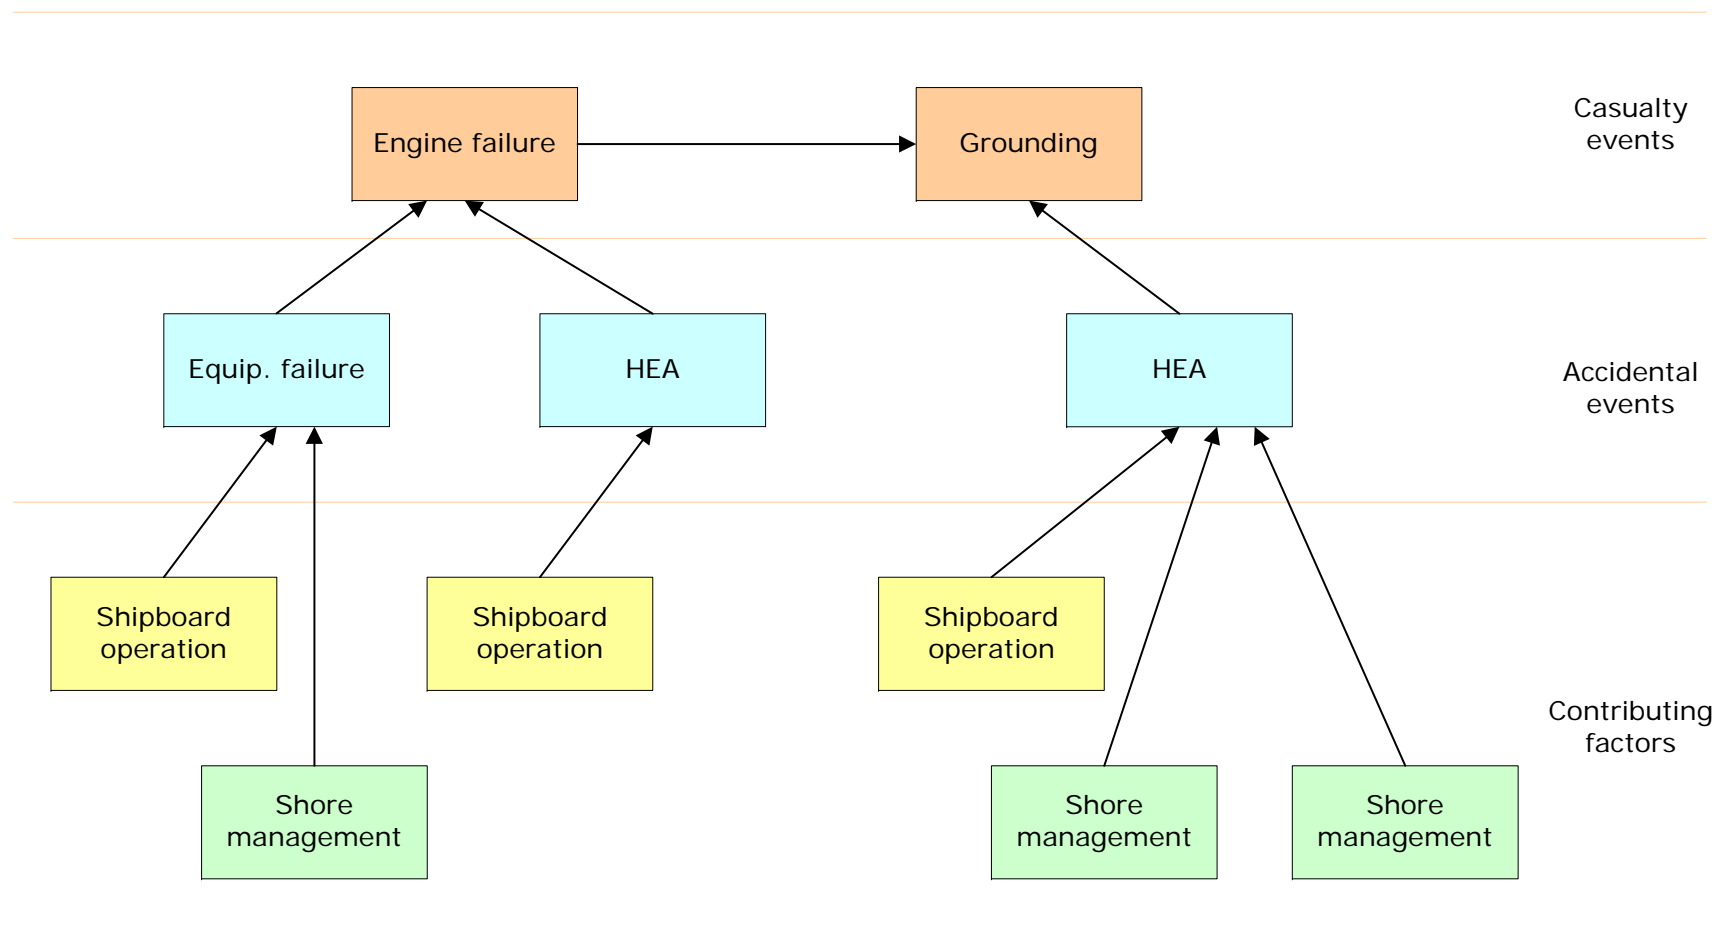 Engine failure
Grounding
Casualty
events
Equip. failure
HEA
HEA
Accidental
events
Shipboard
operation
Shipboard
operation
Shipboard
operation
Contributing
factors
Shore
management
Shore
management
Shore
management